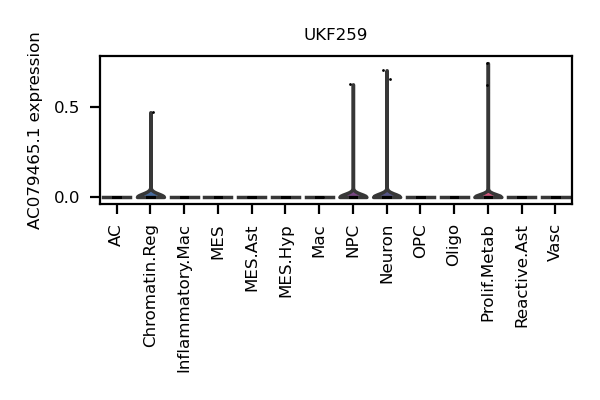 UKF259
AC079465.1 expression
0.5
0.0
AC
Chromatin.Reg
Inflammatory.Mac
MES
MES.Ast
MES.Hyp
Mac
NPC
Neuron
OPC
Oligo
Prolif.Metab
Reactive.Ast
Vasc